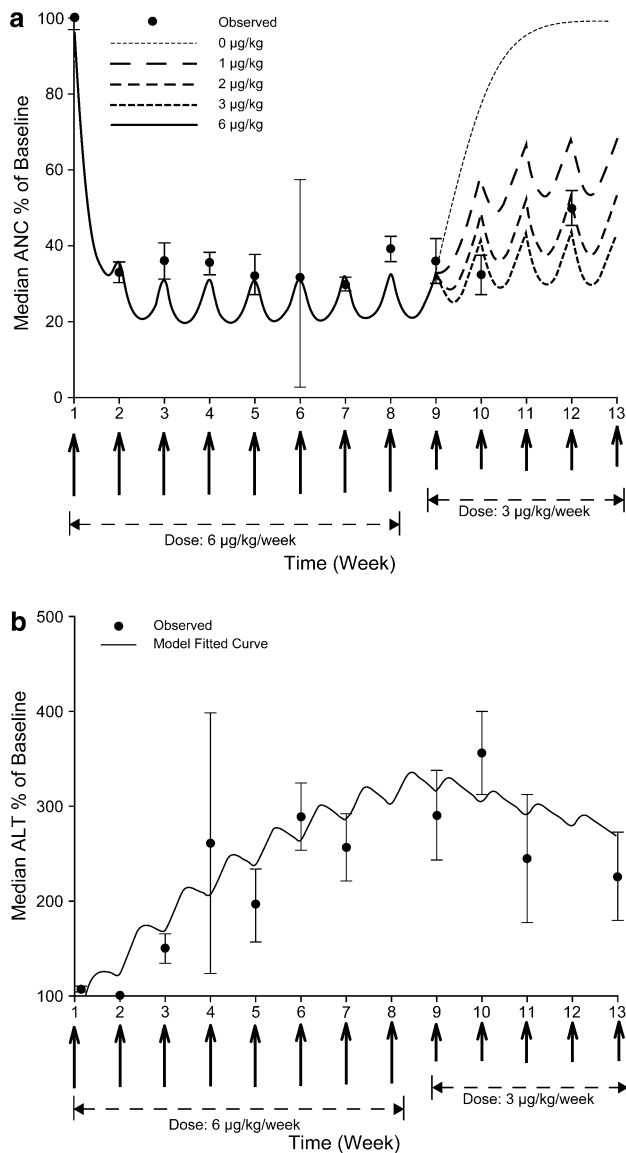 a
100
80
60
40
20
0
Median ANC % of Baseline
Observed
0 µg/kg
1 µg/kg
2 µg/kg
3 µg/kg
6 µg/kg
1 2 3 4 5 6 7 8 9 10 11 12 13
Dose: 6 µg/kg/week
Dose: 3 µg/kg/week
Time (Week)
b
500
400
300
200
100
Median ALT % of Baseline
Observed
Model Fitted Curve
1 2 3 4 5 6 7 8 9 10 11 12 13
Dose: 6 µg/kg/week
Dose: 3 µg/kg/week
Time (Week)